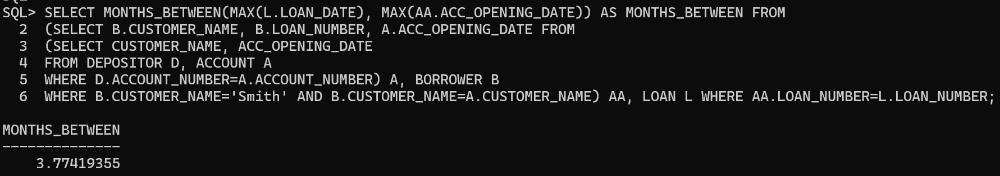 SQL> SELECT MONTHS_BETWEEN(MAX(L.LOAN_DATE), MAX(AA.ACC_OPENING_DATE)) AS MONTHS_BETWEEN FROM
  2  (SELECT B.CUSTOMER_NAME, B.LOAN_NUMBER, A.ACC_OPENING_DATE FROM
  3  (SELECT CUSTOMER_NAME, ACC_OPENING_DATE
  4  FROM DEPOSITOR D, ACCOUNT A
  5  WHERE D.ACCOUNT_NUMBER=A.ACCOUNT_NUMBER) A, BORROWER B
  6  WHERE B.CUSTOMER_NAME='Smith' AND B.CUSTOMER_NAME=A.CUSTOMER_NAME) AA, LOAN L WHERE AA.LOAN_NUMBER=L.LOAN_NUMBER;
MONTHS_BETWEEN
--------------
    3.77419355